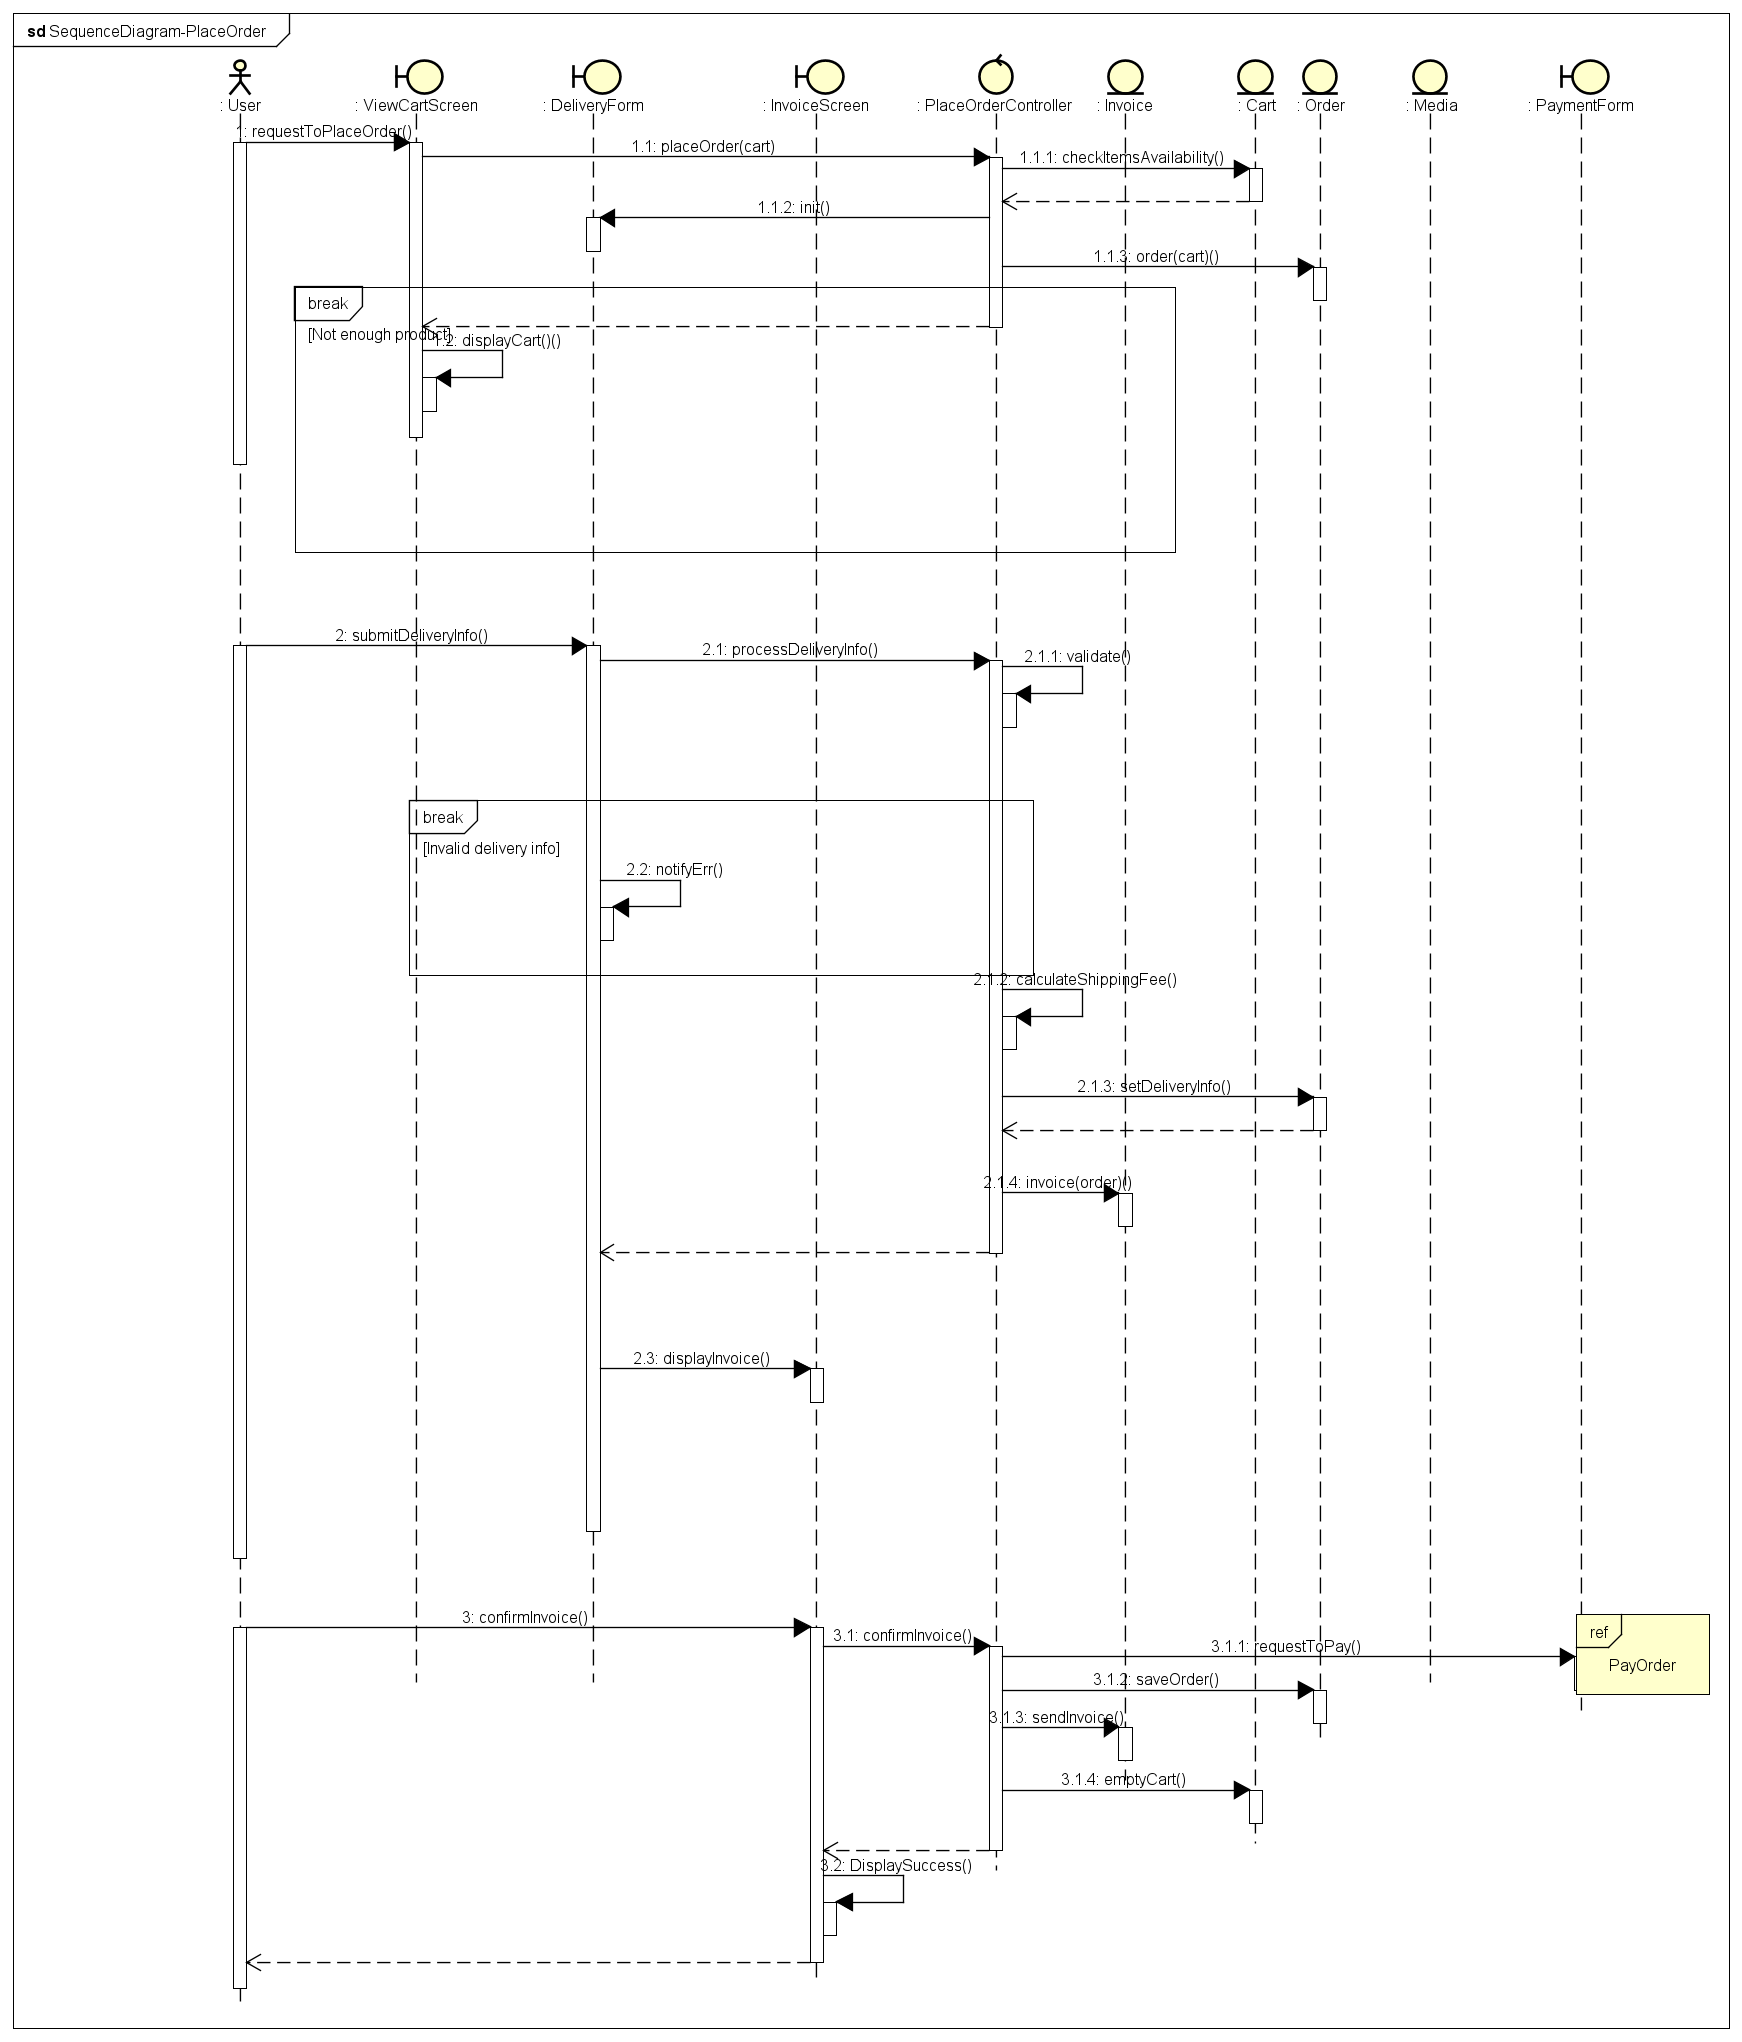 sd SequenceDiagram-PlaceOrder
: User
: ViewCartScreen
: DeliveryForm
: InvoiceScreen
: PlaceOrderController
: Invoice
: Cart
: Order
: Media
: PaymentForm
1: requestToPlaceOrder()
1.1: placeOrder(cart)
1.1.1: checkItemsAvailability()
1.1.2: init()
1.1.3: order(cart)()
break
[Not enough product]
1.2: displayCart()()
2: submitDeliveryInfo()
2.1: processDeliveryInfo()
2.1.1: validate()
break
[Invalid delivery info]
2.2: notifyErr()
2.1.2: calculateShippingFee()
2.1.3: setDeliveryInfo()
2.1.4: invoice(order)()
2.3: displayInvoice()
3: confirmInvoice()
3.1: confirmInvoice()
ref
3.1.1: requestToPay()
PayOrder
3.1.2: saveOrder()
3.1.3: sendInvoice()
3.1.4: emptyCart()
3.2: DisplaySuccess()